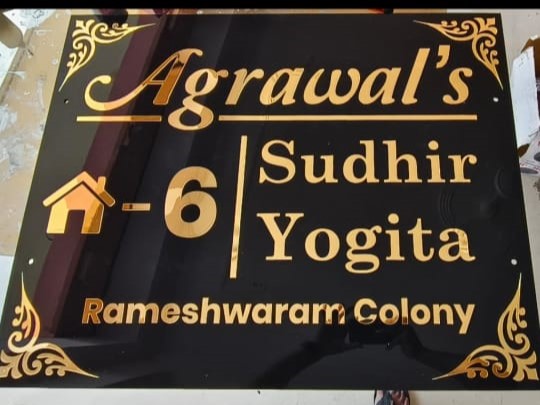 Agrawal's
- 6
Sudhir
Yogita
Rameshwaram Colony